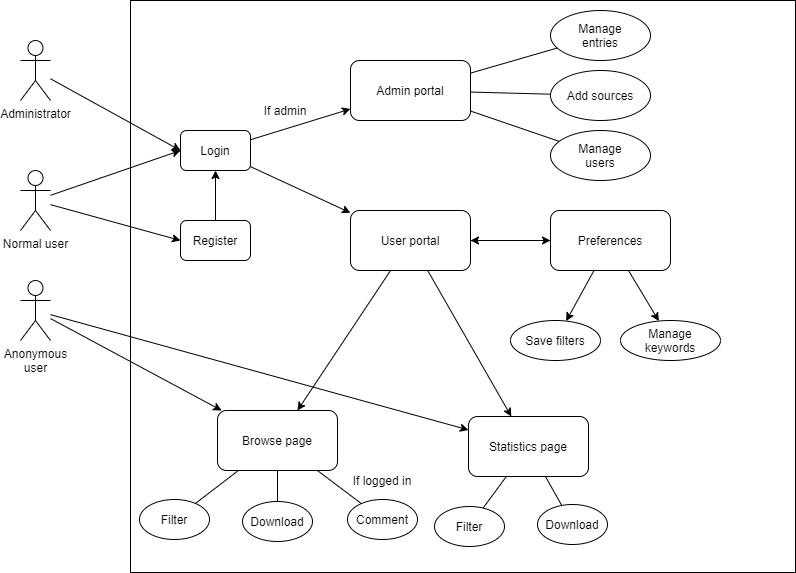 Manage
entries
If admin
Admin portal
Add sources
Administrator
Login
Manage
users
Normal user
Register
User portal
Preferences
Anonymous
user
Save filters
Manage
keywords
Browse page
Statistics page
If logged in
Filter
Download
Comment
Filter
Download